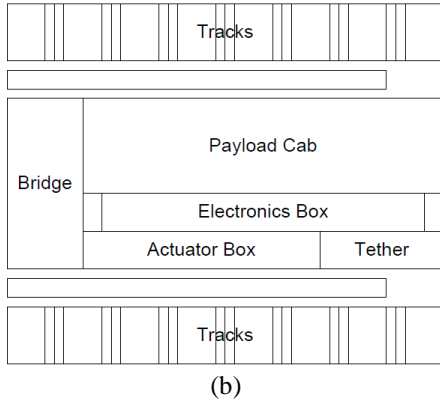 Tracks
Payload Cab
Bridge
Electronics Box
Actuator Box
Tether
Tracks
(b)